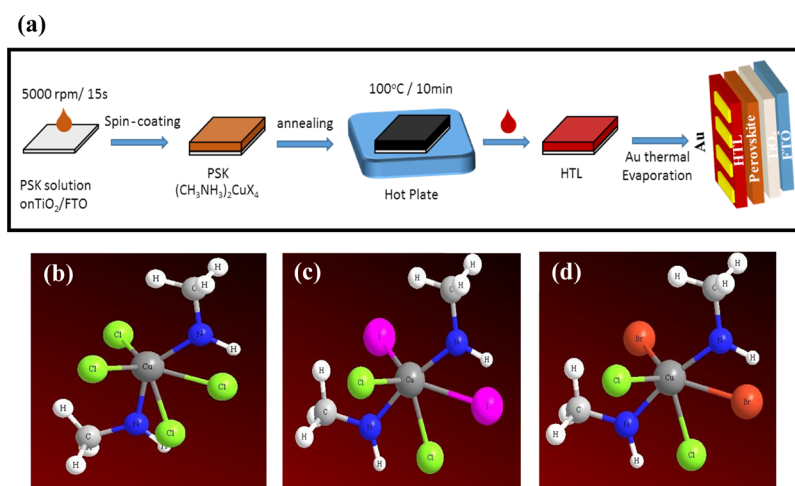 (a)
5000 rpm/ 15s
Spin-coating
annealing
100°C / 10min
Au thermal
Evaporation
PSK solution
onTiO₂/FTO
PSK
(CH₃NH₃)₂CuX₄
Hot Plate
HTL
Au
HTL
Perovskite
TiO₂
FTO
(b)
H
H
H
C
N
H
Cl
Cl
Cu
Cl
Cl
N
H
H
C
H
H
(c)
H
H
H
C
N
H
I
Cl
Cu
I
H
C
H
N
Cl
H
(d)
H
H
H
C
N
H
Br
Cl
Cu
Br
H
C
H
N
Cl
H